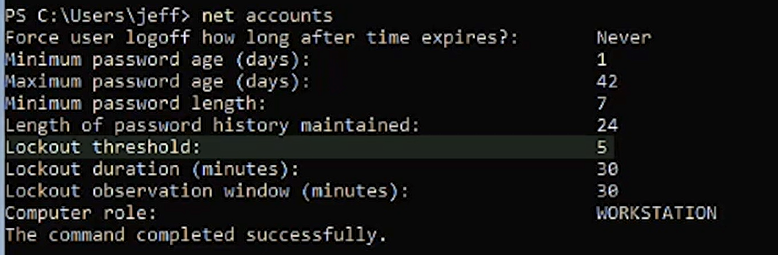 PS C:\Users\jeff> net accounts
Force user logoff how long after time expires?: Never
Minimum password age (days): 1
Maximum password age (days): 42
Minimum password length: 7
Length of password history maintained: 24
Lockout threshold: 5
Lockout duration (minutes): 30
Lockout observation window (minutes): 30
Computer role: WORKSTATION
The command completed successfully.